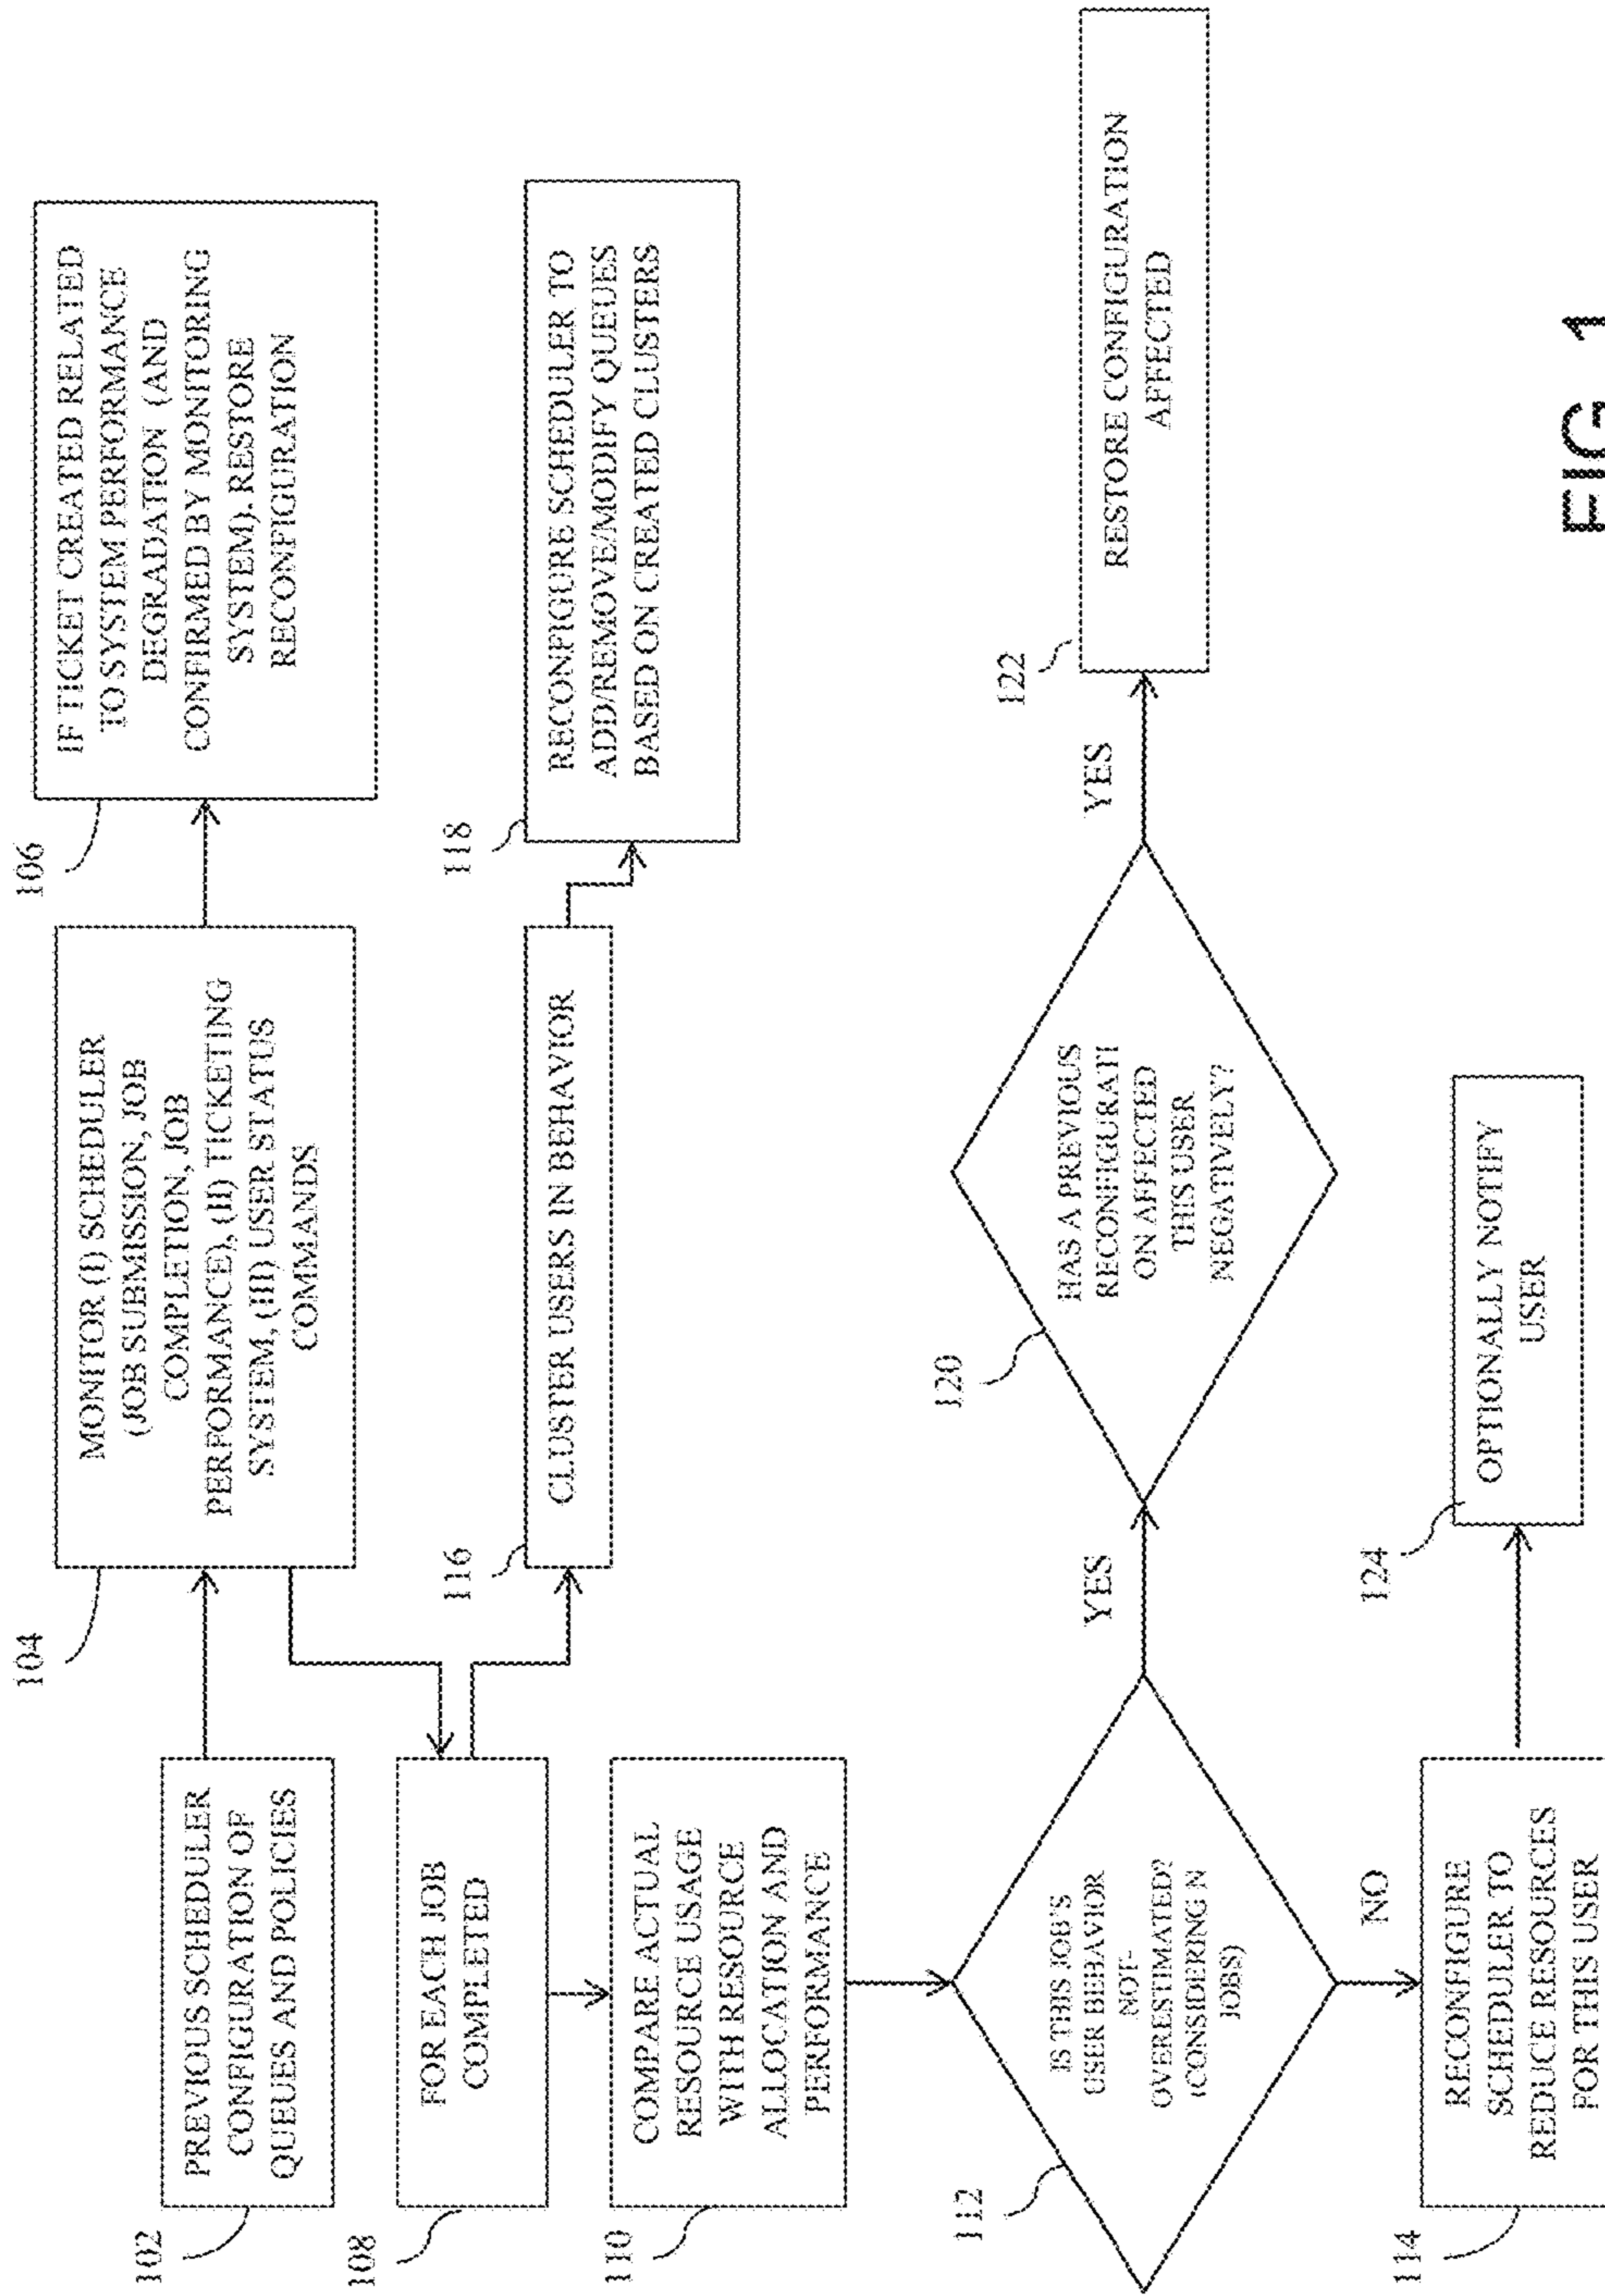 102
PREVIOUS SCHEDULER
CONFIGURATION OF
QUEUES AND POLICIES
104
MONITOR (I) SCHEDULER
(JOB SUBMISSION, JOB
COMPLETION, JOB
PERFORMANCE), (II) TICKETING
SYSTEM, (III) USER STATUS
COMMANDS
106
IF TICKET CREATED RELATED
TO SYSTEM PERFORMANCE
DEGRADATION (AND
CONFIRMED BY MONITORING
SYSTEM). RESTORE
RECONFIGURATION
108
FOR EACH JOB
COMPLETED
116
CLUSTER USERS IN BEHAVIOR
118
RECONFIGURE SCHEDULER TO
ADD/REMOVE/MODIFY QUEUES
BASED ON CREATED CLUSTERS
110
COMPARE ACTUAL
RESOURCE USAGE
WITH RESOURCE
ALLOCATION AND
PERFORMANCE
112
IS THIS JOB'S
USER BEHAVIOR
NOT-
OVERESTIMATED?
(CONSIDERING N
JOBS)
YES
120
HAS A PREVIOUS
RECONFIGURATI
ON AFFECTED
THIS USER
NEGATIVELY?
YES
122
RESTORE CONFIGURATION
AFFECTED
NO
114
RECONFIGURE
SCHEDULER TO
REDUCE RESOURCES
FOR THIS USER
124
OPTIONALLY NOTIFY
USER
FIG. 1